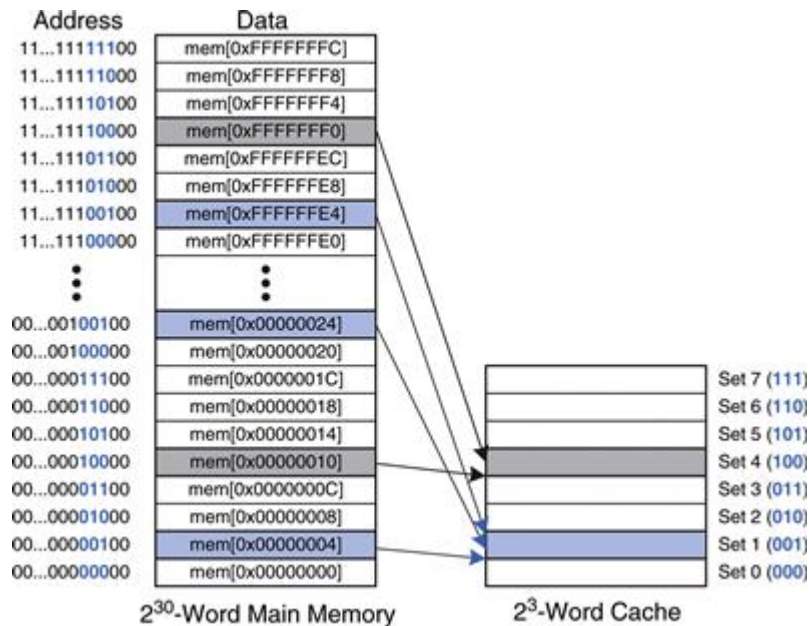 Address Data
11...11111100 mem[0xFFFFFFFC]
11...11111000 mem[0xFFFFFFF8]
11...11110100 mem[0xFFFFFFF4]
11...11110000 mem[0xFFFFFFF0]
11...11101100 mem[0xFFFFFFEC]
11...11101000 mem[0xFFFFFFE8]
11...11100100 mem[0xFFFFFFE4]
11...11100000 mem[0xFFFFFFE0]
00...00100100 mem[0x00000024]
00...00100000 mem[0x00000020]
00...00011100 mem[0x0000001C] Set 7 (111)
00...00011000 mem[0x00000018] Set 6 (110)
00...00010100 mem[0x00000014] Set 5 (101)
00...00010000 mem[0x00000010] Set 4 (100)
00...00001100 mem[0x0000000C] Set 3 (011)
00...00001000 mem[0x00000008] Set 2 (010)
00...00000100 mem[0x00000004] Set 1 (001)
00...00000000 mem[0x00000000] Set 0 (000)
2³⁰-Word Main Memory 2³-Word Cache